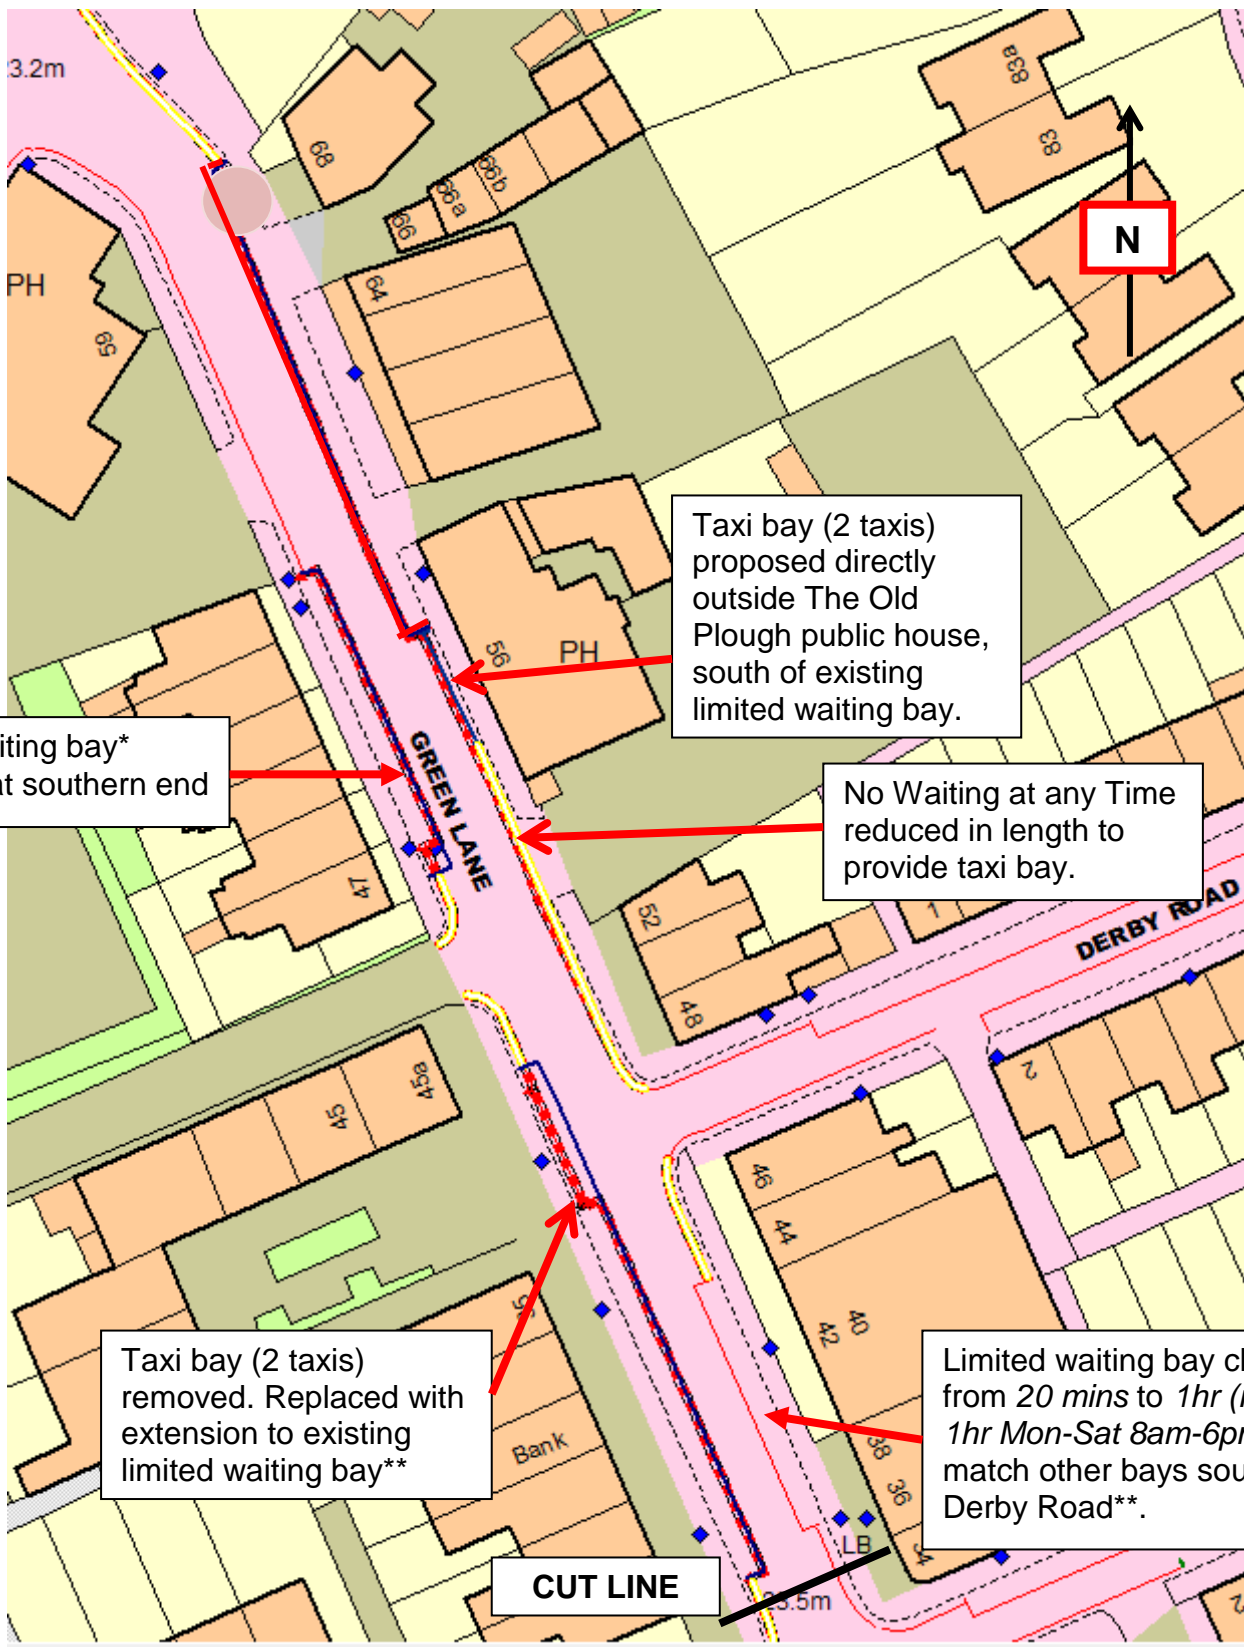 3.2m
83a
83
68
66b
66a
66
N
64
PH
59
Taxi bay (2 taxis)
proposed directly
outside The Old
Plough public house,
south of existing
limited waiting bay.
56
PH
iting bay*
at southern end
GREEN LANE
No Waiting at any Time
reduced in length to
provide taxi bay.
47
52
1
DERBY ROAD
48
45a
45
2
46
44
40
42
Taxi bay (2 taxis)
removed. Replaced with
extension to existing
limited waiting bay**
Bank
Limited waiting bay c
from 20 mins to 1hr (
1hr Mon-Sat 8am-6p
match other bays sou
Derby Road**.
38
36
34
LB
CUT LINE
23.5m